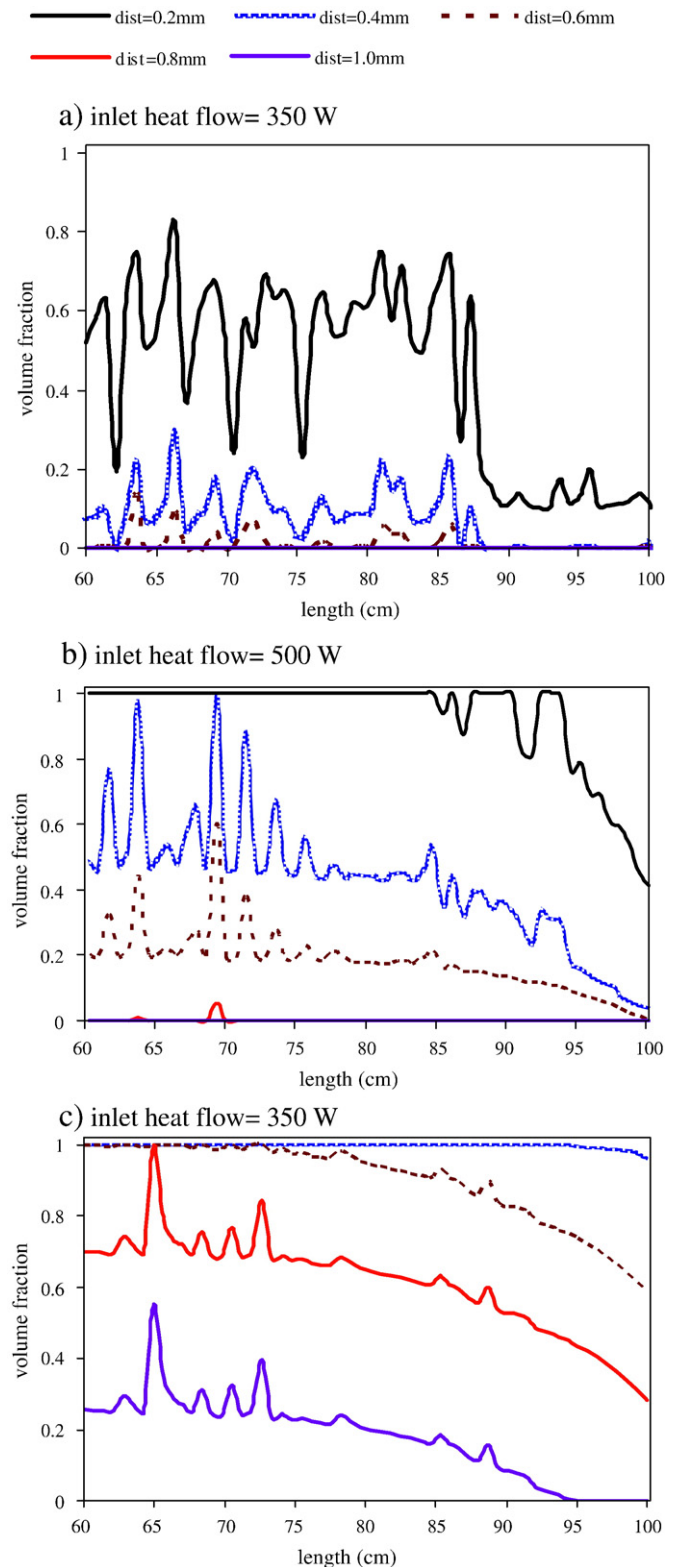 dist=0.2mm dist=0.4mm dist=0.6mm
dist=0.8mm dist=1.0mm
a) inlet heat flow= 350 W
1
0.8
0.6
0.4
0.2
0
volume fraction
60 65 70 75 80 85 90 95 100
length (cm)
b) inlet heat flow= 500 W
1
0.8
0.6
0.4
0.2
0
volume fraction
60 65 70 75 80 85 90 95 100
length (cm)
c) inlet heat flow= 350 W
1
0.8
0.6
0.4
0.2
0
volume fraction
60 65 70 75 80 85 90 95 100
length (cm)